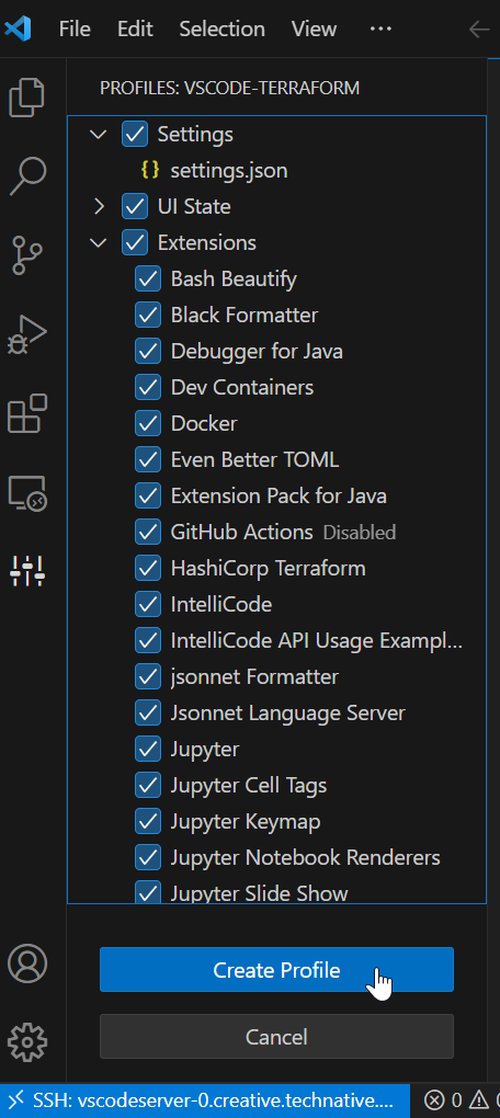 File Edit Selection View ...
PROFILES: VSCODE-TERRAFORM
Settings
{} settings.json
UI State
Extensions
Bash Beautify
Black Formatter
Debugger for Java
Dev Containers
Docker
Even Better TOML
Extension Pack for Java
GitHub Actions Disabled
HashiCorp Terraform
IntelliCode
IntelliCode API Usage Exampl...
jsonnet Formatter
Jsonnet Language Server
Jupyter
Jupyter Cell Tags
Jupyter Keymap
Jupyter Notebook Renderers
Jupyter Slide Show
Create Profile
Cancel
SSH: vscodeserver-0.creative.technative.... 0